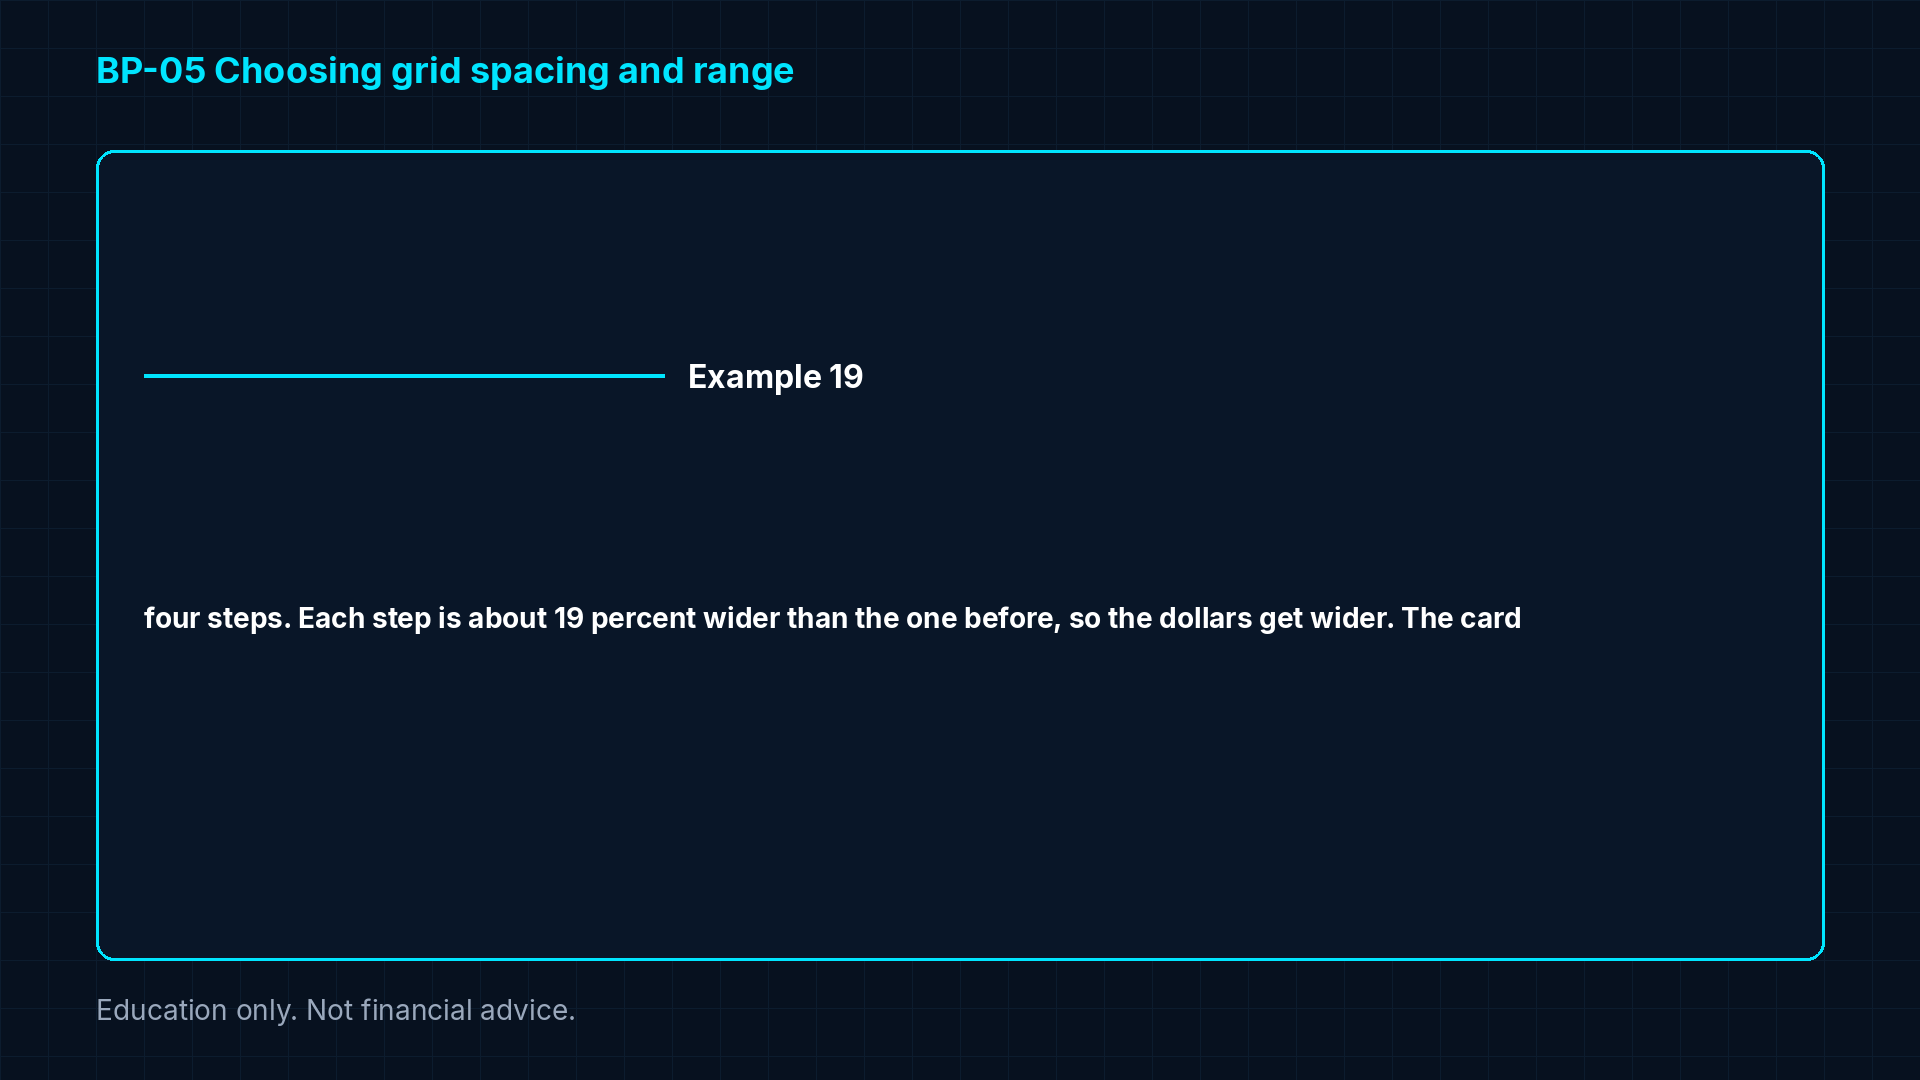 BP-05 Choosing grid spacing and range
Example 19
four steps. Each step is about 19 percent wider than the one before, so the dollars get wider. The card
Education only. Not financial advice.